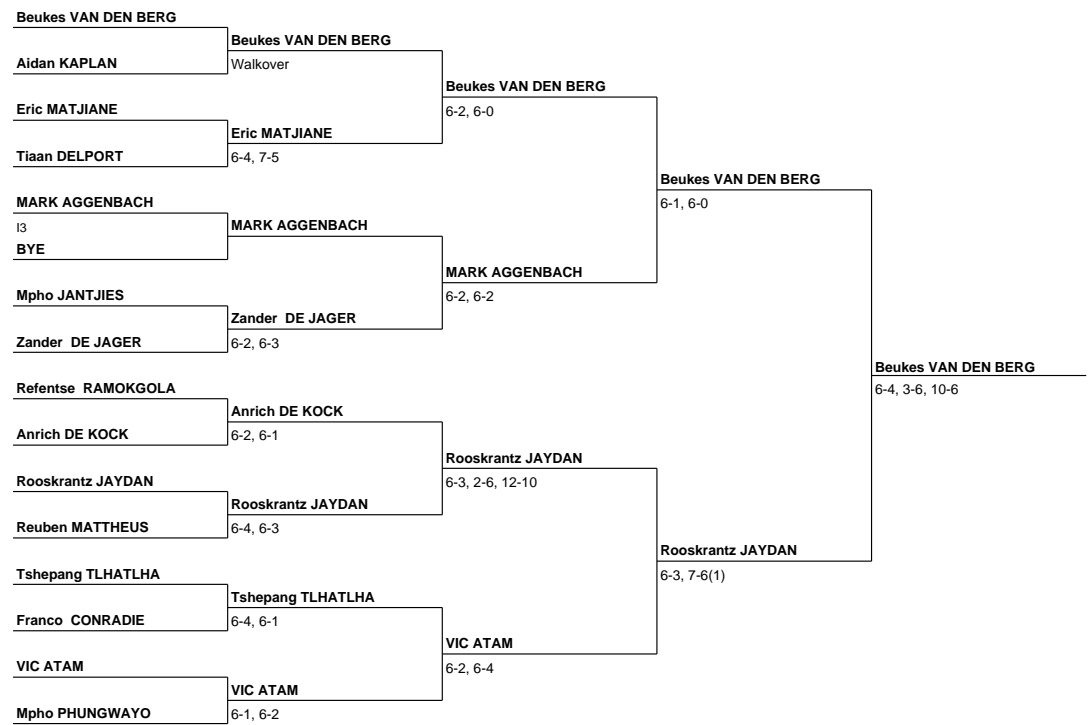 Beukes VAN DEN BERG
Beukes VAN DEN BERG
Aidan KAPLAN
Walkover
Beukes VAN DEN BERG
Eric MATJIANE
6-2, 6-0
Eric MATJIANE
Tiaan DELPORT
6-4, 7-5
Beukes VAN DEN BERG
MARK AGGENBACH
6-1, 6-0
I3
MARK AGGENBACH
BYE
MARK AGGENBACH
Mpho JANTJIES
6-2, 6-2
Zander  DE JAGER
Zander  DE JAGER
6-2, 6-3
Beukes VAN DEN BERG
Refentse  RAMOKGOLA
6-4, 3-6, 10-6
Anrich DE KOCK
Anrich DE KOCK
6-2, 6-1
Rooskrantz JAYDAN
Rooskrantz JAYDAN
6-3, 2-6, 12-10
Rooskrantz JAYDAN
Reuben MATTHEUS
6-4, 6-3
Rooskrantz JAYDAN
Tshepang TLHATLHA
6-3, 7-6(1)
Tshepang TLHATLHA
Franco  CONRADIE
6-4, 6-1
VIC ATAM
VIC ATAM
6-2, 6-4
VIC ATAM
Mpho PHUNGWAYO
6-1, 6-2